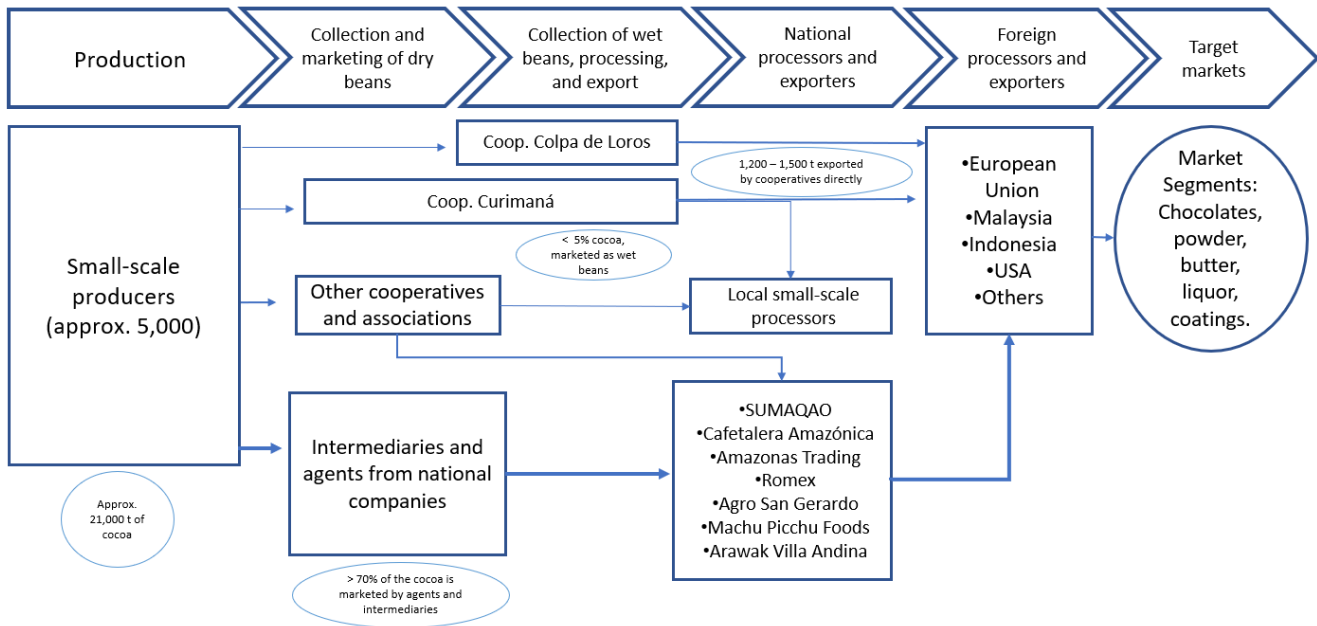 Production
Collection and
marketing of dry
beans
Collection of wet
beans, processing,
and export
National
processors and
exporters
Foreign
processors and
exporters
Target
markets
Small-scale
producers
(approx. 5,000)
Approx.
21,000 t of
cocoa
Coop. Colpa de Loros
1,200 – 1,500 t exported
by cooperatives directly
Coop. Curimaná
< 5% cocoa,
marketed as wet
beans
Other cooperatives
and associations
Local small-scale
processors
Intermediaries and
agents from national
companies
> 70% of the cocoa is
marketed by agents and
intermediaries
•SUMAQAO
•Cafetalera Amazónica
•Amazonas Trading
•Romex
•Agro San Gerardo
•Machu Picchu Foods
•Arawak Villa Andina
•European
Union
•Malaysia
•Indonesia
•USA
•Others
Market
Segments:
Chocolates,
powder,
butter,
liquor,
coatings.